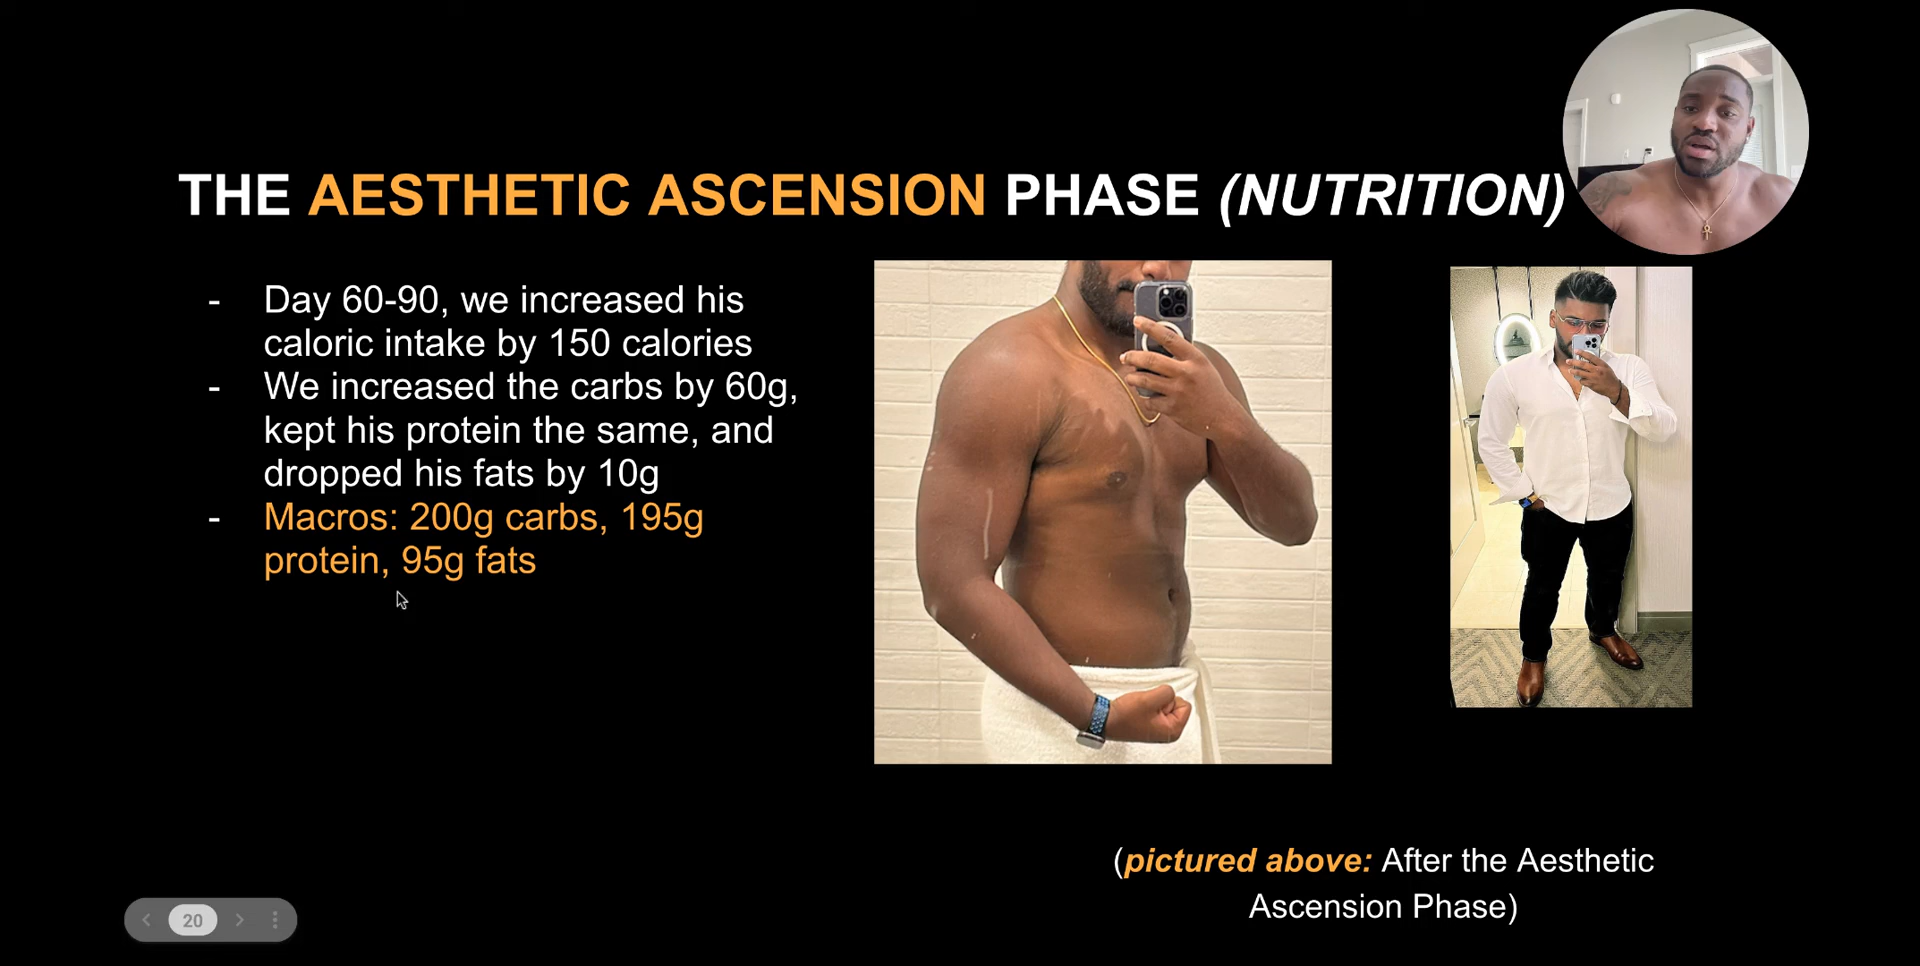 THE AESTHETIC ASCENSION PHASE (NUTRITION)
- Day 60-90, we increased his
caloric intake by 150 calories
- We increased the carbs by 60g,
kept his protein the same, and
dropped his fats by 10g
- Macros: 200g carbs, 195g
protein, 95g fats
(pictured above: After the Aesthetic
Ascension Phase)
20